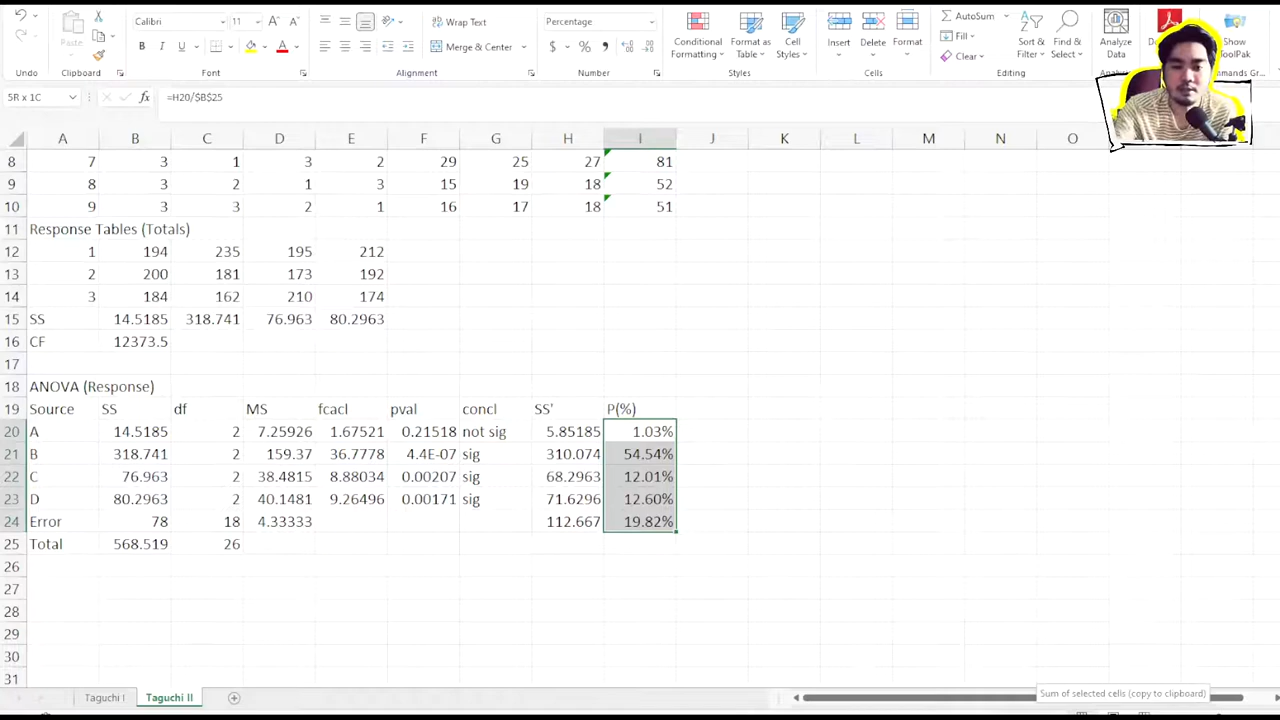 Calibri 11 Wrap Text Percentage AutoSum
Paste B I U A Merge & Center $ % 9 Conditional Formatting Format as Table Cell Styles Insert Delete Format Fill Clear Sort & Filter Find & Select Analyze Data Show ToolPak
Undo Clipboard Font Alignment Number Styles Cells Editing
5R x 1C fx =H20/$B$25
A B C D E F G H I J K L M N O
8 7 3 1 3 2 29 25 27 81
9 8 3 2 1 3 15 19 18 52
10 9 3 3 2 1 16 17 18 51
11 Response Tables (Totals)
12 1 194 235 195 212
13 2 200 181 173 192
14 3 184 162 210 174
15 SS 14.5185 318.741 76.963 80.2963
16 CF 12373.5
17
18 ANOVA (Response)
19 Source SS df MS fcacl pval concl SS' P(%)
20 A 14.5185 2 7.25926 1.67521 0.21518 not sig 5.85185 1.03%
21 B 318.741 2 159.37 36.7778 4.4E-07 sig 310.074 54.54%
22 C 76.963 2 38.4815 8.88034 0.00207 sig 68.2963 12.01%
23 D 80.2963 2 40.1481 9.26496 0.00171 sig 71.6296 12.60%
24 Error 78 18 4.33333 112.667 19.82%
25 Total 568.519 26
26
27
28
29
30
31
Sum of selected cells (copy to clipboard)
Taguchi I Taguchi II